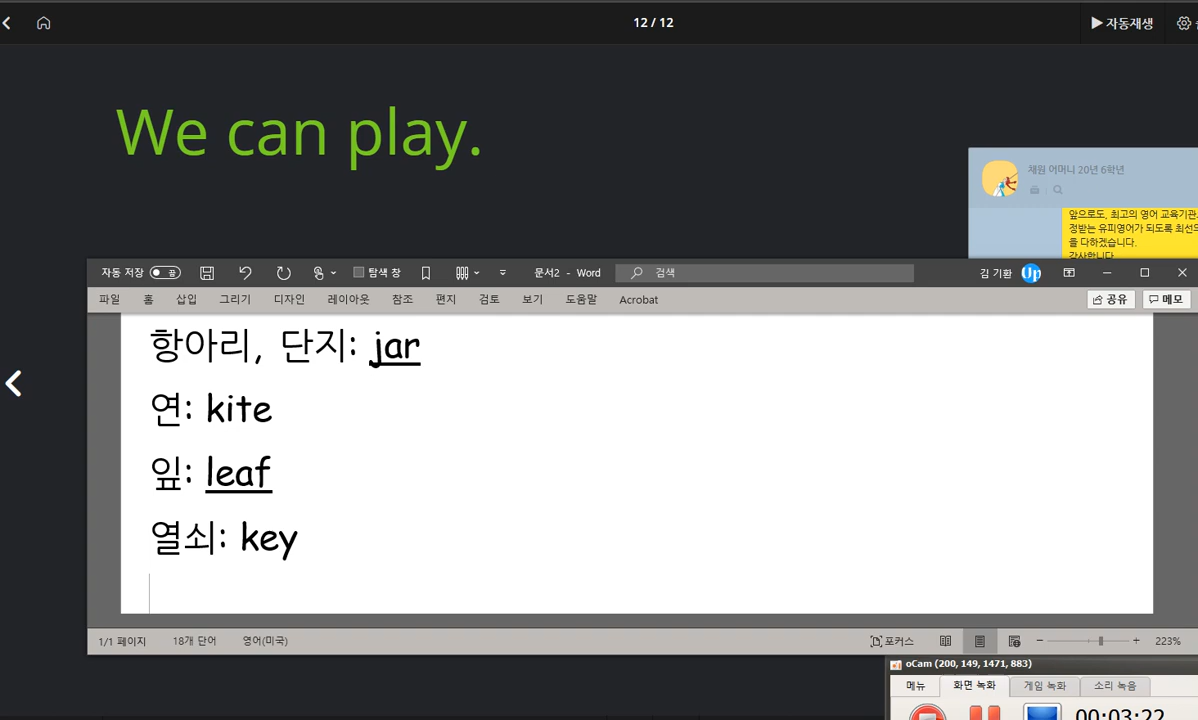 12 / 12
▶자동재생
We can play.
채원 어머니 20년 6학년
앞으로도, 최고의 영어 교육기관
정받는 유피영어가 되도록 최선의
을 다하겠습니다.
감사합니다.
자동 저장 끔 탐색 창 문서2 - Word 검색 김 기환 Up
파일 홈 삽입 그리기 디자인 레이아웃 참조 편지 검토 보기 도움말 Acrobat 공유 메모
항아리, 단지: jar
연: kite
잎: leaf
열쇠: key
1/1 페이지 18개 단어 영어(미국) 포커스 - + 223%
oCam (200, 149, 1471, 883)
메뉴 화면 녹화 게임 녹화 소리 녹음
00:03:22